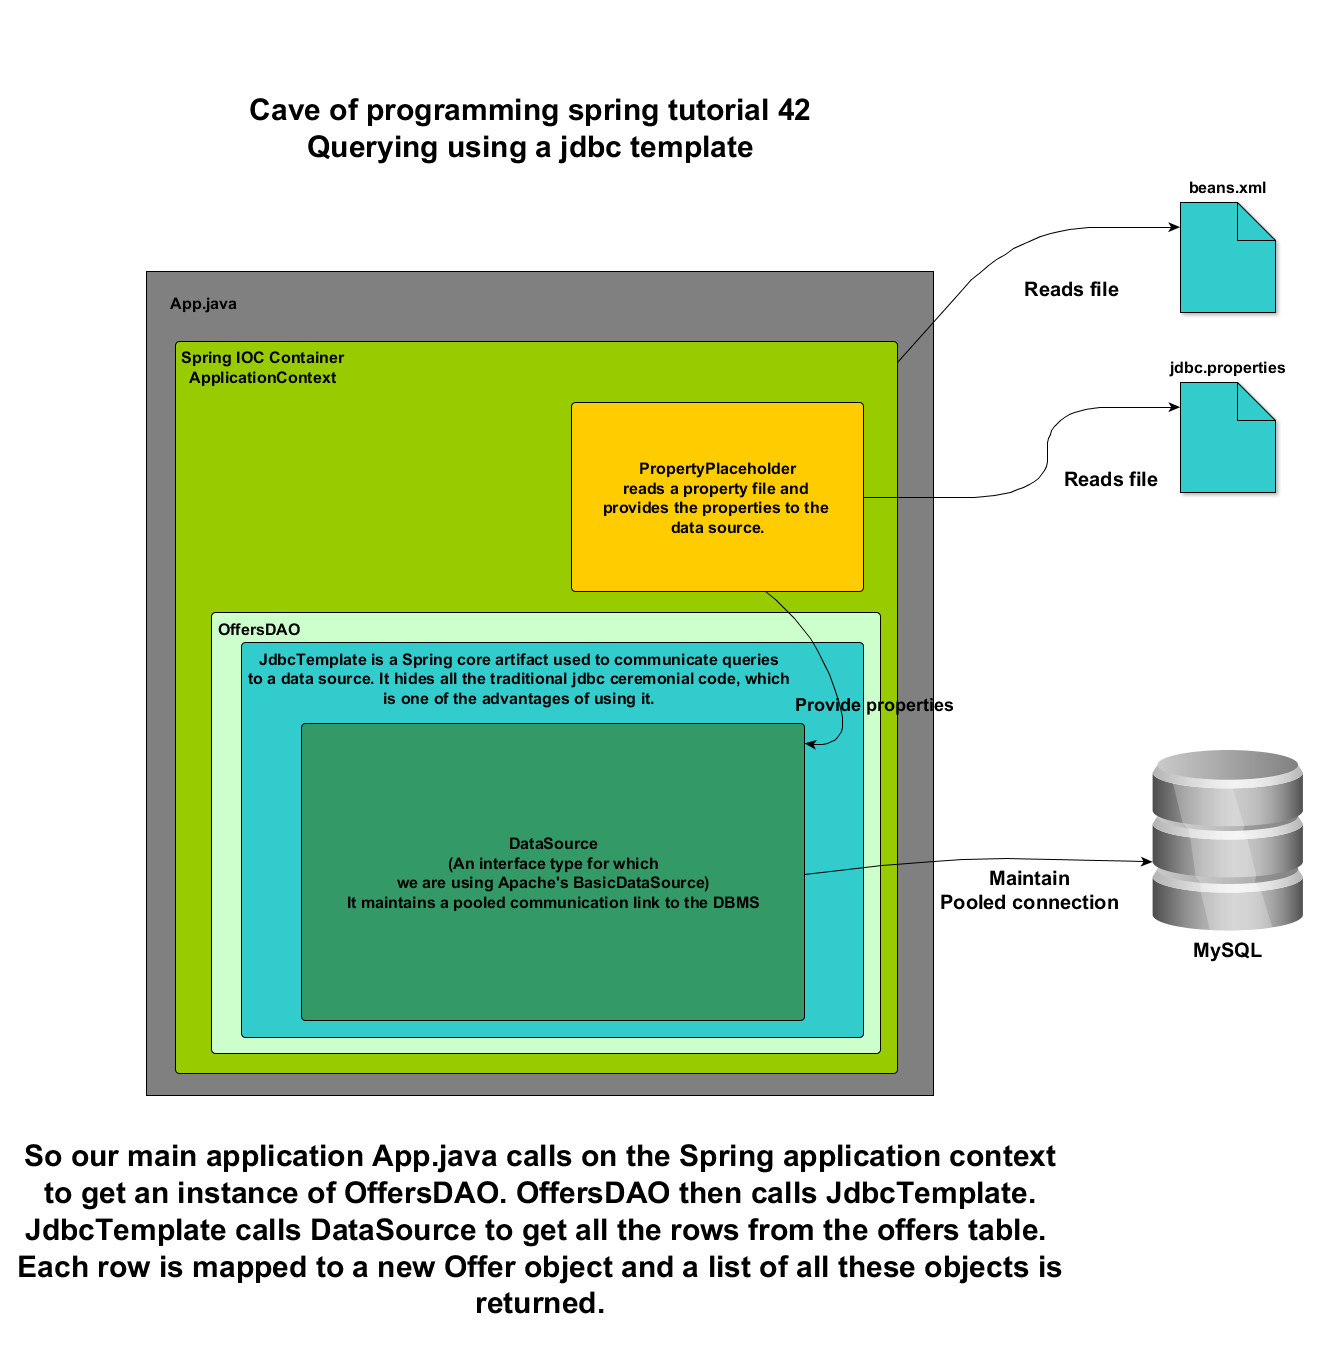 Cave of programming spring tutorial 42
Querying using a jdbc template
beans.xml
Reads file
App.java
Spring IOC Container
ApplicationContext
jdbc.properties
Reads file
PropertyPlaceholder
reads a property file and
provides the properties to the
data source.
OffersDAO
JdbcTemplate is a Spring core artifact used to communicate queries
to a data source. It hides all the traditional jdbc ceremonial code, which
is one of the advantages of using it.
Provide properties
DataSource
(An interface type for which
we are using Apache's BasicDataSource)
It maintains a pooled communication link to the DBMS
Maintain
Pooled connection
MySQL
So our main application App.java calls on the Spring application context
to get an instance of OffersDAO. OffersDAO then calls JdbcTemplate.
JdbcTemplate calls DataSource to get all the rows from the offers table.
Each row is mapped to a new Offer object and a list of all these objects is
returned.